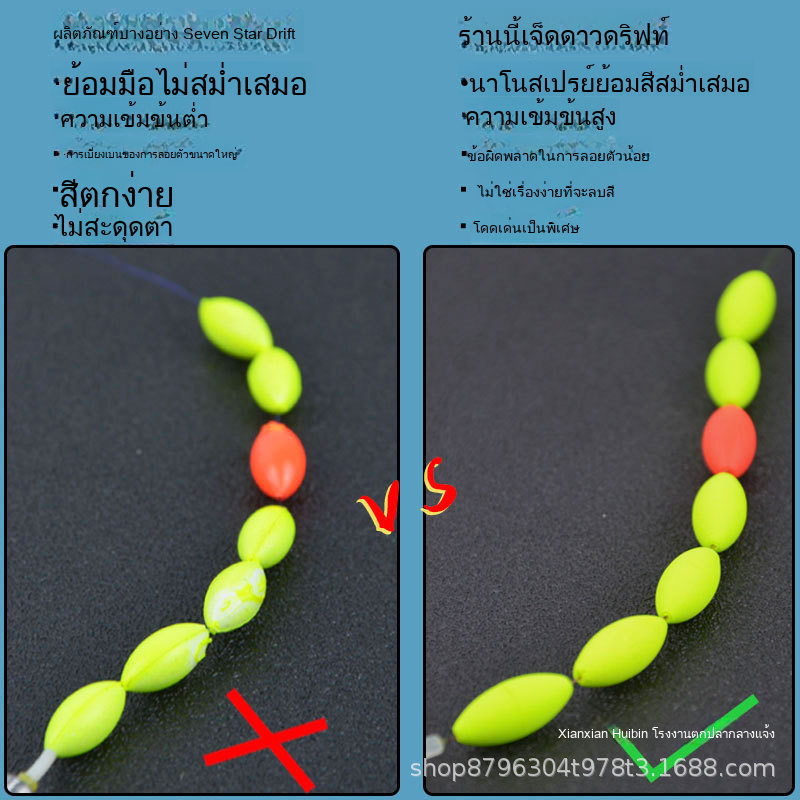 ผลิตภัณฑ์บางอย่าง Seven Star Drift
·ย้อมมือไม่สม่ำเสมอ
·ความเข้มข้นต่ำ
·การเบี่ยงเบนของการลอยตัวขนาดใหญ่
·สีตกง่าย
·ไม่สะดุดตา
ร้านนี้เจ็ดดาวดริฟท์
·นาโนสเปรย์ย้อมสีสม่ำเสมอ
·ความเข้มข้นสูง
·ข้อผิดพลาดในการลอยตัวน้อย
· ไม่ใช่เรื่องง่ายที่จะลบสี
· โดดเด่นเป็นพิเศษ
VS
Xianxian Huibin โรงงานตกปลากลางแจ้ง
shop8796304t978t3.1688.com